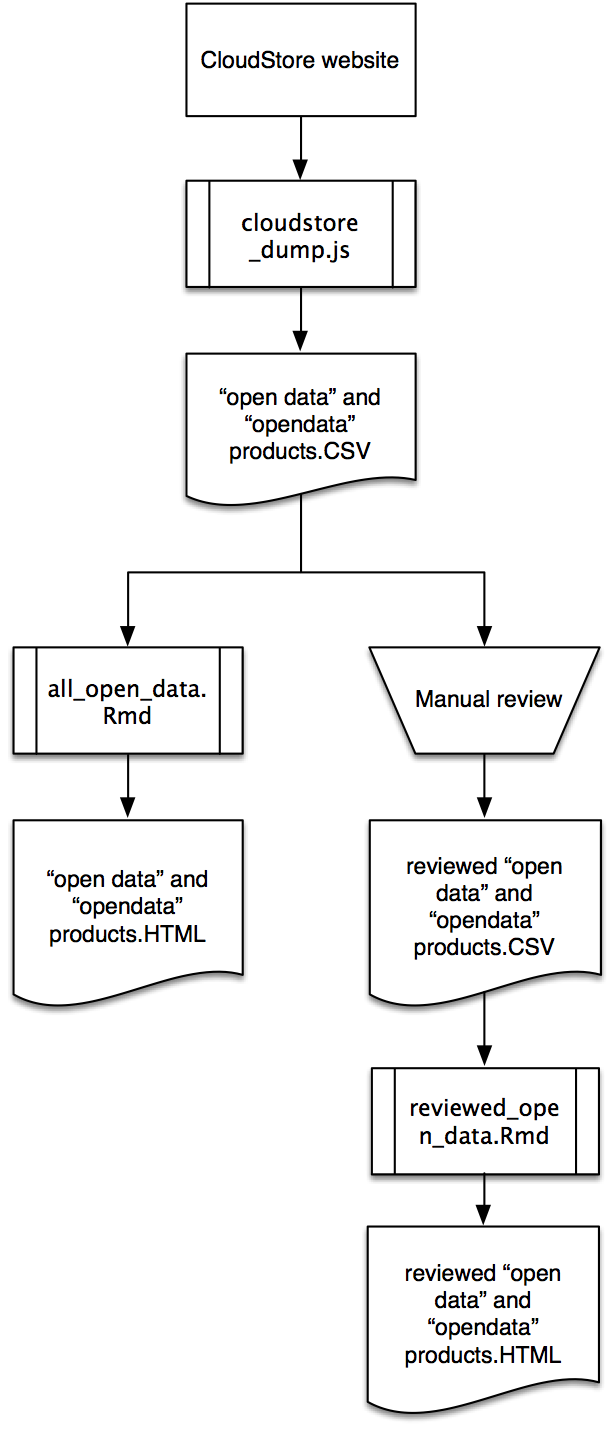 CloudStore website
cloudstore
_dump.js
“open data” and
“opendata”
products.CSV
all_open_data.
Rmd
Manual review
“open data” and
“opendata”
products.HTML
reviewed “open
data” and
“opendata”
products.CSV
reviewed_ope
n_data.Rmd
reviewed “open
data” and
“opendata”
products.HTML